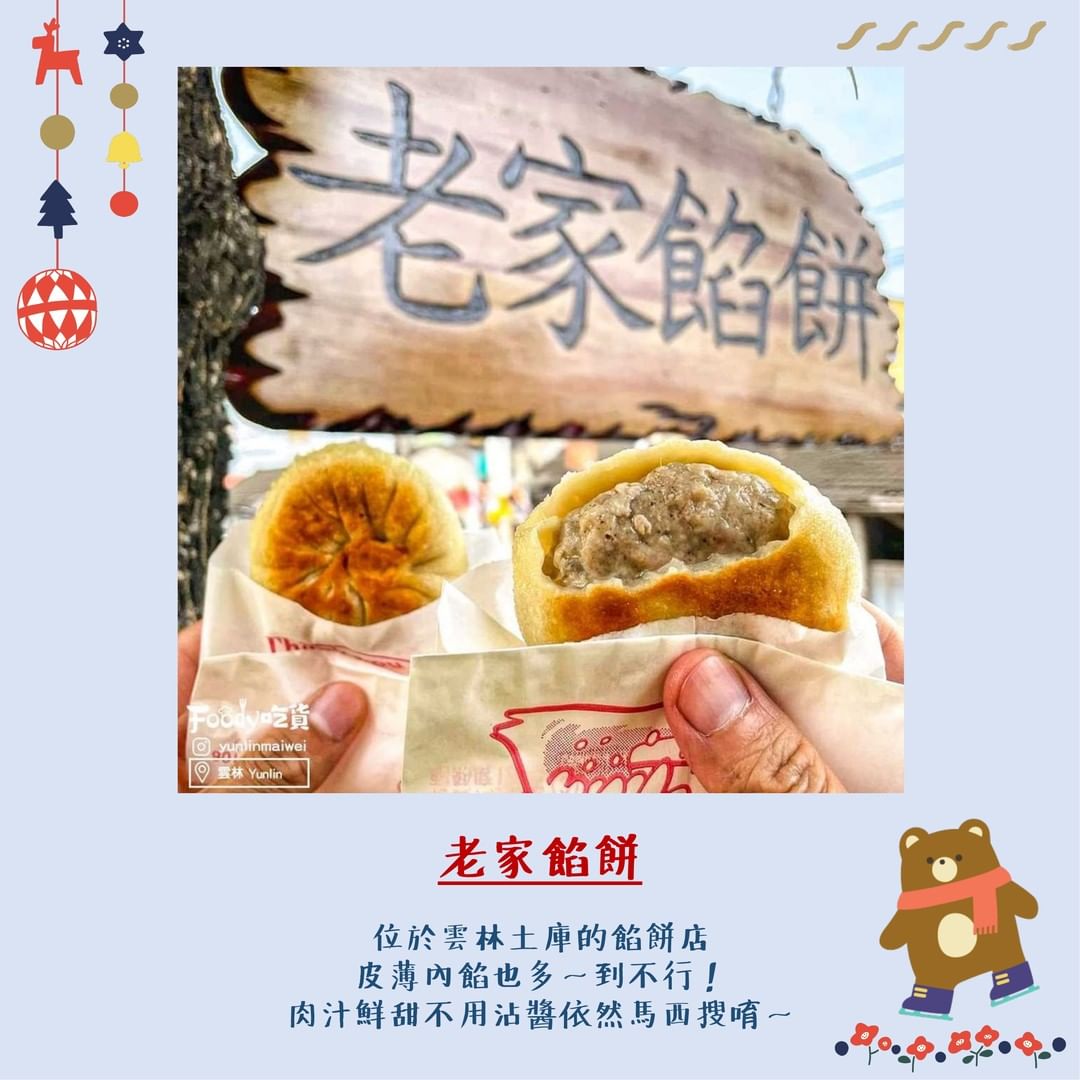 老家餡餅
Foody吃貨
yunlinmaiwei
雲林 Yunlin
老家餡餅
位於雲林土庫的餡餅店
皮薄內餡也多～到不行！
肉汁鮮甜不用沾醬依然馬西搜唷～